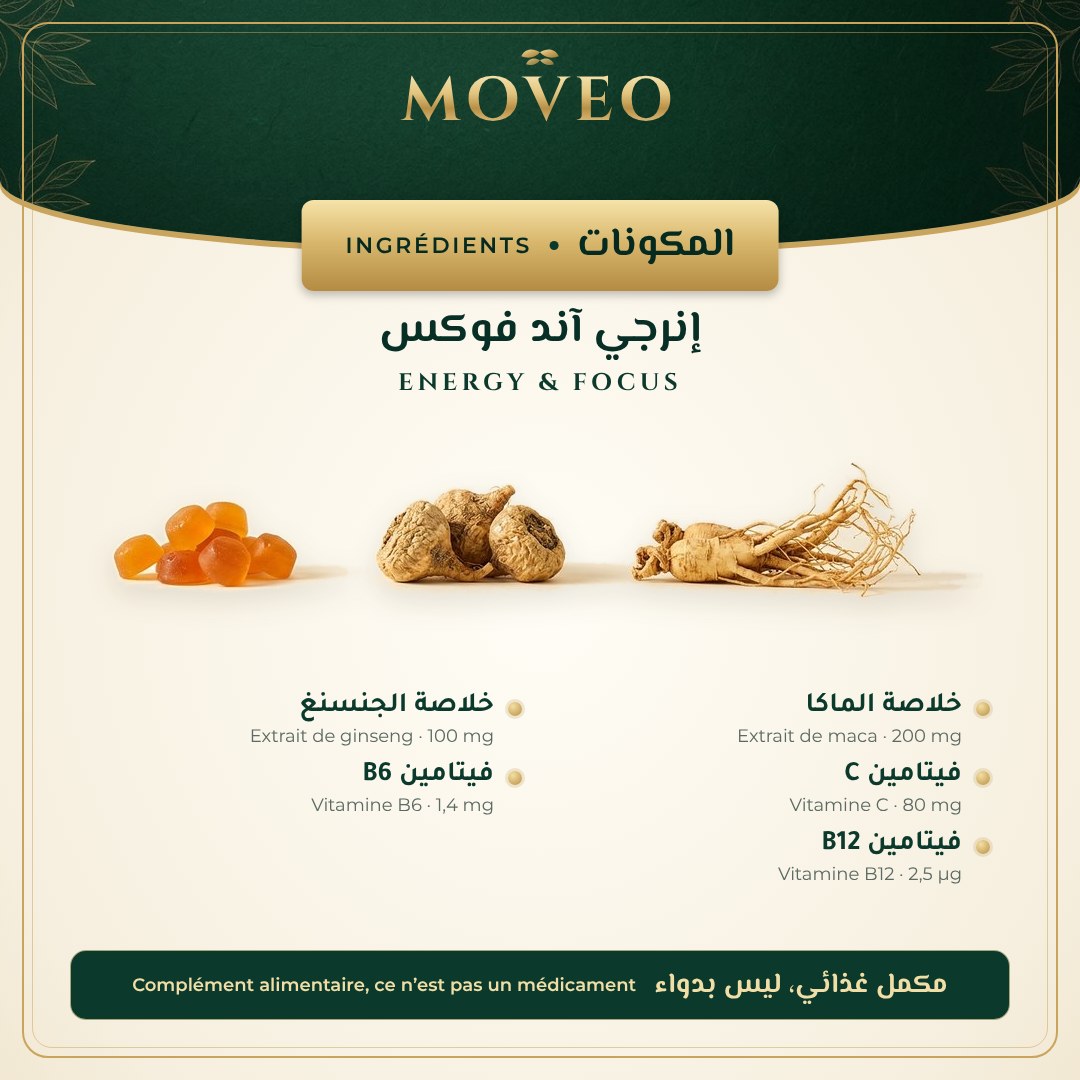 MOVEO
المكونات • INGRÉDIENTS
إنرجي آند فوكس
ENERGY & FOCUS
خلاصة الماكا
Extrait de maca · 200 mg
فيتامين C
Vitamine C · 80 mg
فيتامين B12
Vitamine B12 · 2,5 µg
خلاصة الجنسنغ
Extrait de ginseng · 100 mg
فيتامين B6
Vitamine B6 · 1,4 mg
مكمل غذائي، ليس بدواء Complément alimentaire, ce n’est pas un médicament